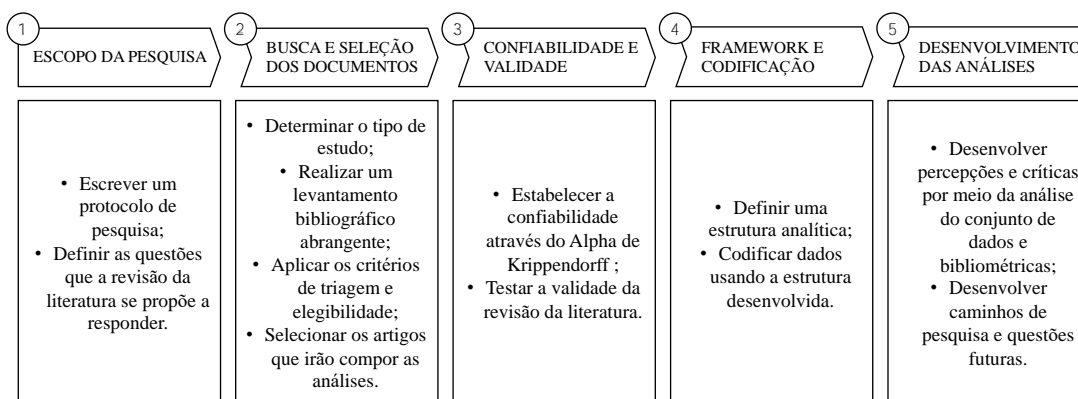 1
ESCOPO DA PESQUISA
• Escrever um
protocolo de
pesquisa;
• Definir as questões
que a revisão da
literatura se propõe a
responder.
2
BUSCA E SELEÇÃO
DOS DOCUMENTOS
• Determinar o tipo de
estudo;
• Realizar um
levantamento
bibliográfico
abrangente;
• Aplicar os critérios
de triagem e
elegibilidade;
• Selecionar os artigos
que irão compor as
análises.
3
CONFIABILIDADE E
VALIDADE
• Estabelecer a
confiabilidade
através do Alpha de
Krippendorff ;
• Testar a validade da
revisão da literatura.
4
FRAMEWORK E
CODIFICAÇÃO
• Definir uma
estrutura analítica;
• Codificar dados
usando a estrutura
desenvolvida.
5
DESENVOLVIMENTO
DAS ANÁLISES
• Desenvolver
percepções e críticas
por meio da análise
do conjunto de
dados e
bibliométricas;
• Desenvolver
caminhos de
pesquisa e questões
futuras.